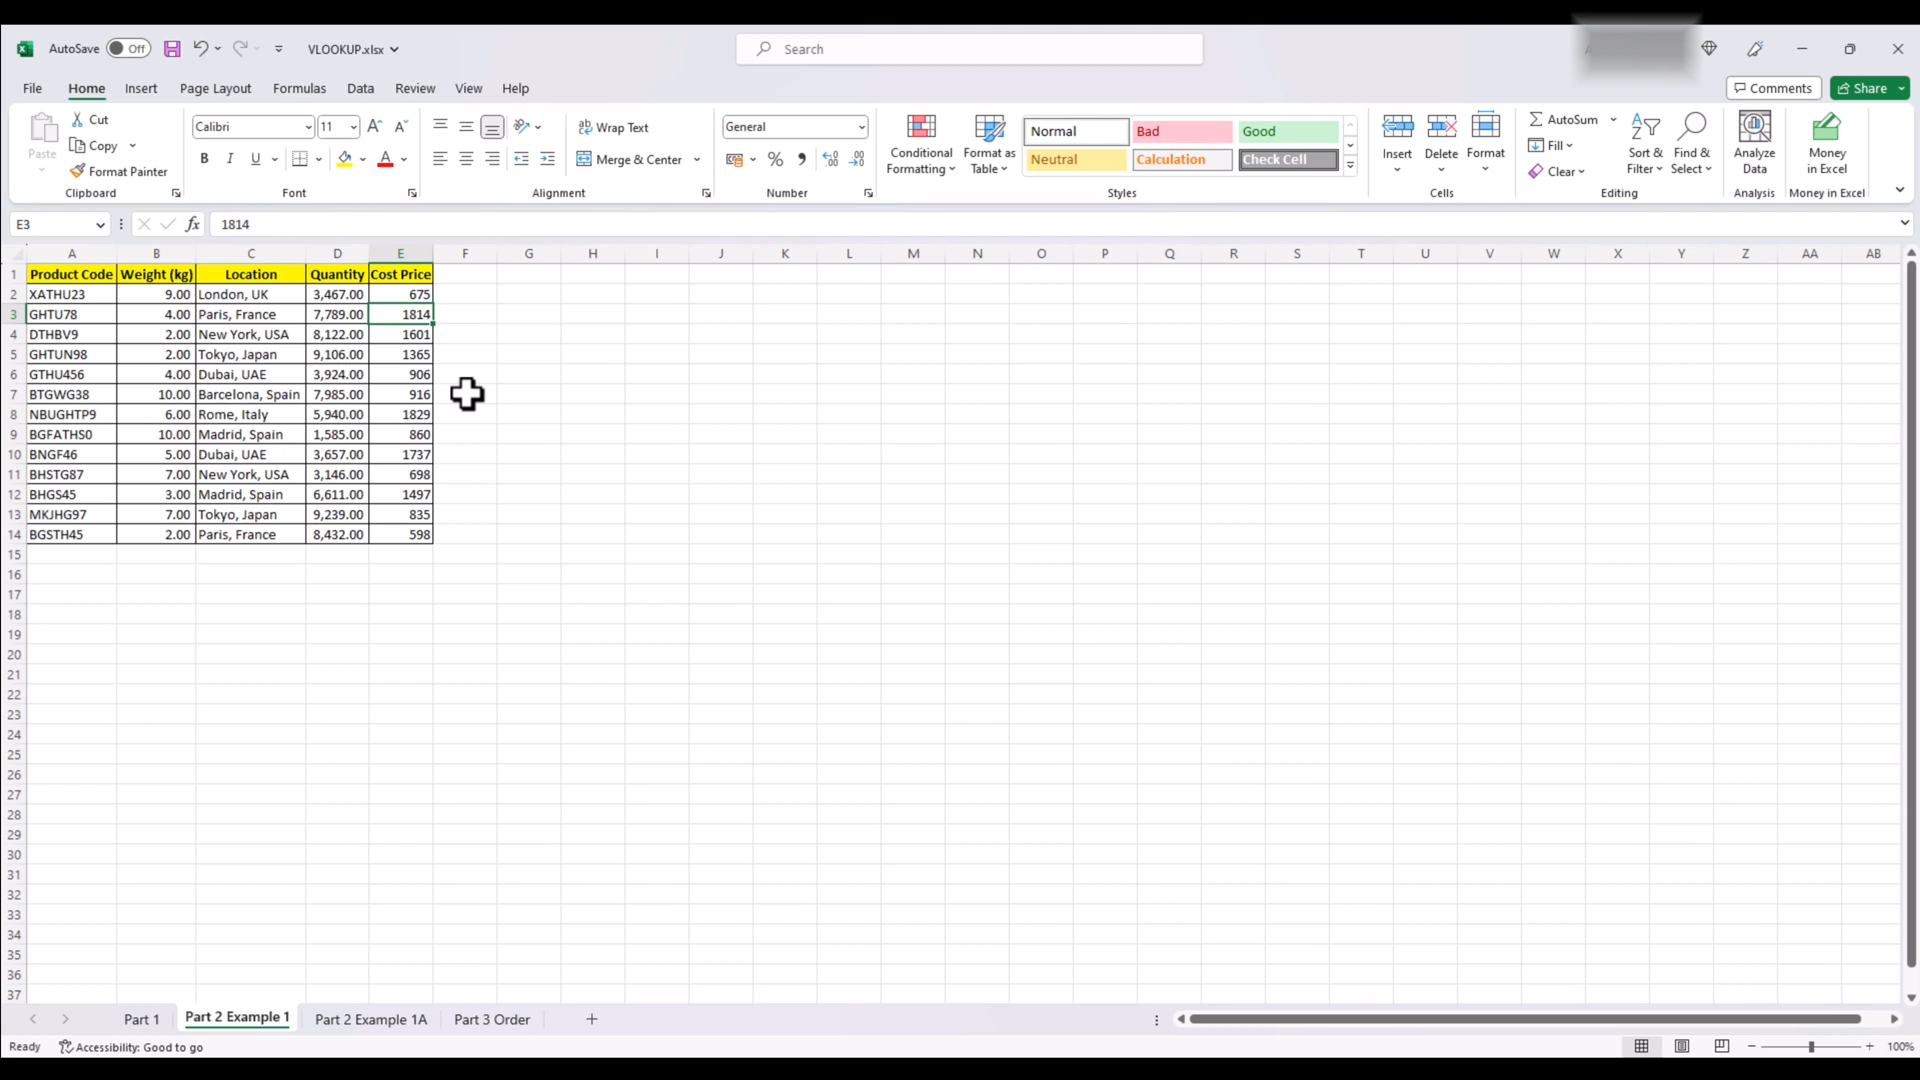 AutoSave Off VLOOKUP.xlsx Search
File Home Insert Page Layout Formulas Data Review View Help Comments Share
Paste Cut Copy Format Painter Clipboard
Calibri 11 A A B I U A Font
ab Wrap Text Merge & Center Alignment
General % , Number
Conditional Formatting Format as Table Normal Bad Good Neutral Calculation Check Cell Styles
Insert Delete Format Cells
AutoSum Fill Clear Sort & Filter Find & Select Editing
Analyze Data Analysis
Money in Excel Money in Excel
E3 fx 1814
A B C D E F G H I J K L M N O P Q R S T U V W X Y Z AA AB
1 Product Code Weight (kg) Location Quantity Cost Price
2 XATHU23 9.00 London, UK 3,467.00 675
3 GHTU78 4.00 Paris, France 7,789.00 1814
4 DTHBV9 2.00 New York, USA 8,122.00 1601
5 GHTUN98 2.00 Tokyo, Japan 9,106.00 1365
6 GTHU456 4.00 Dubai, UAE 3,924.00 906
7 BTGWG38 10.00 Barcelona, Spain 7,985.00 916
8 NBUGHTP9 6.00 Rome, Italy 5,940.00 1829
9 BGFATHS0 10.00 Madrid, Spain 1,585.00 860
10 BNGF46 5.00 Dubai, UAE 3,657.00 1737
11 BHSTG87 7.00 New York, USA 3,146.00 698
12 BHGS45 3.00 Madrid, Spain 6,611.00 1497
13 MKJHG97 7.00 Tokyo, Japan 9,239.00 835
14 BGSTH45 2.00 Paris, France 8,432.00 598
15
16
17
18
19
20
21
22
23
24
25
26
27
28
29
30
31
32
33
34
35
36
37
Part 1 Part 2 Example 1 Part 2 Example 1A Part 3 Order
Ready Accessibility: Good to go 100%